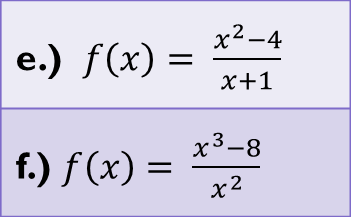 e.) f(x) = x²−4 / x+1
f.) f(x) = x³−8 / x²